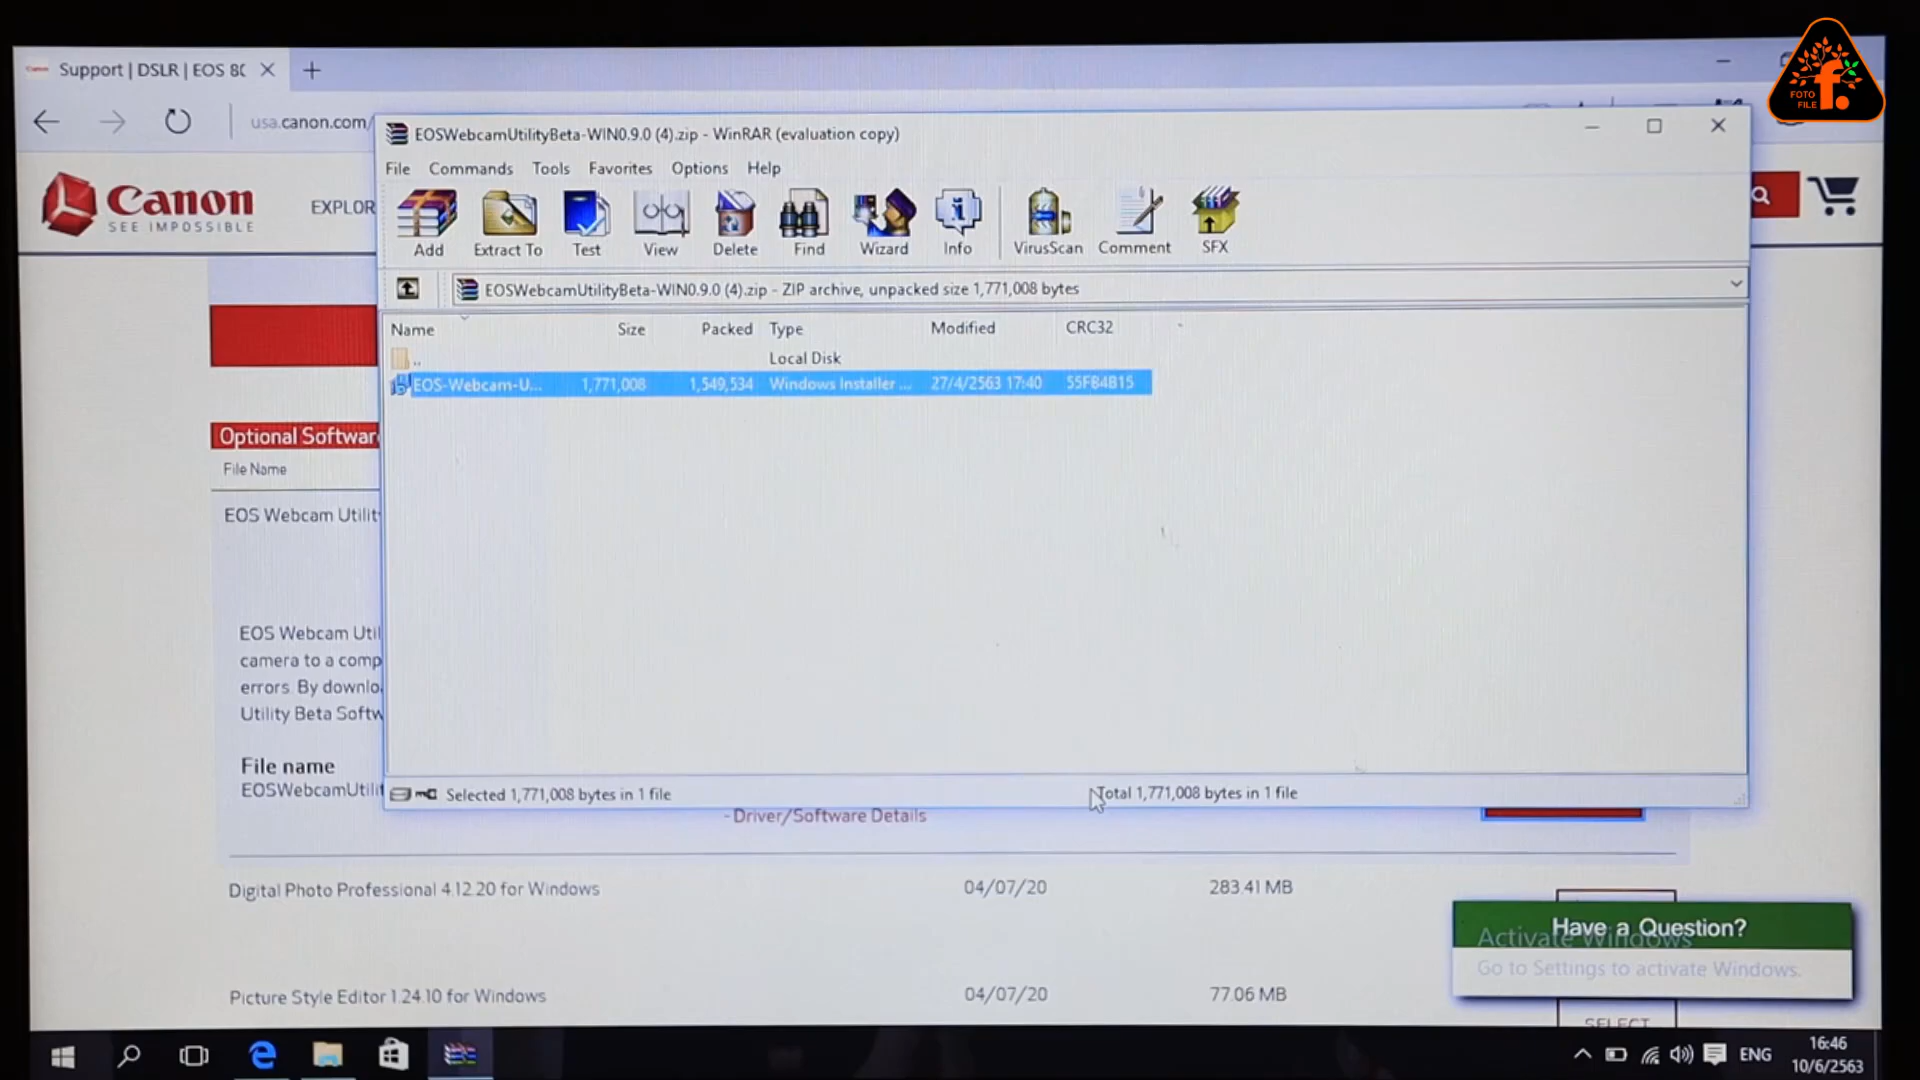 FOTO
FILE
f.
Support | DSLR | EOS 80
usa.canon.com/
EOSWebcamUtilityBeta-WIN0.9.0 (4).zip - WinRAR (evaluation copy)
File Commands Tools Favorites Options Help
Canon
SEE IMPOSSIBLE
EXPLOR
Add Extract To Test View Delete Find Wizard Info VirusScan Comment SFX
EOSWebcamUtilityBeta-WIN0.9.0 (4).zip - ZIP archive, unpacked size 1,771,008 bytes
Name Size Packed Type Modified CRC32
.. Local Disk
EOS-Webcam-U... 1,771,008 1,549,534 Windows Installer ... 27/4/2563 17:40 55FB4B15
Optional Softwar
File Name
EOS Webcam Utilit
EOS Webcam Util
camera to a comp
errors. By downlo
Utility Beta Softw
File name
EOSWebcamUtili
Selected 1,771,008 bytes in 1 file
Total 1,771,008 bytes in 1 file
- Driver/Software Details
Digital Photo Professional 4.12.20 for Windows 04/07/20 283.41 MB
Have a Question?
Activate Windows
Go to Settings to activate Windows.
Picture Style Editor 1.24.10 for Windows 04/07/20 77.06 MB
SELECT
ENG
16:46
10/6/2563